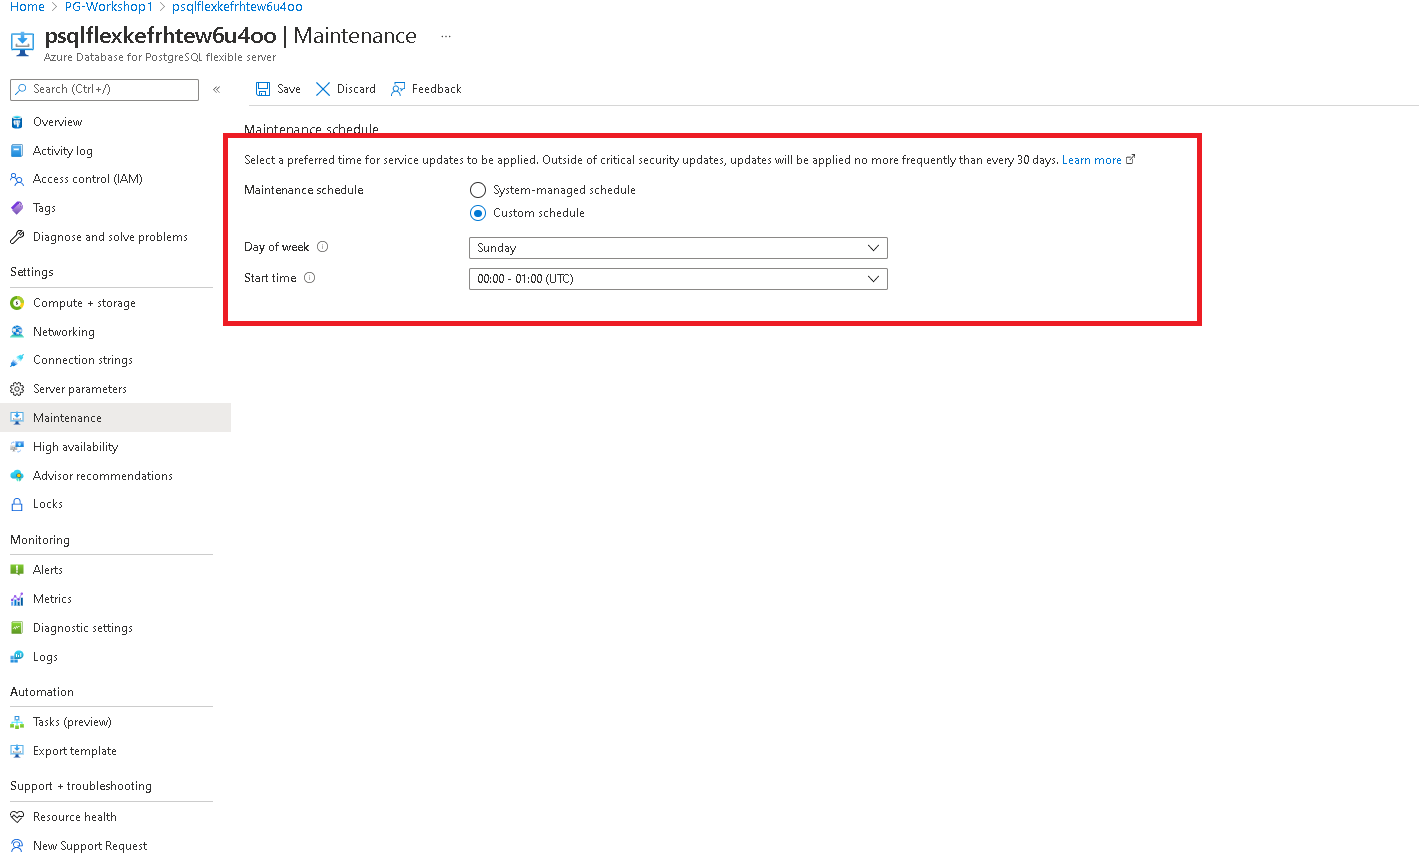 Home > PG-Workshop1 > psqlflexkefrhtew6u4oo
psqlflexkefrhtew6u4oo | Maintenance ...
Azure Database for PostgreSQL flexible server
Search (Ctrl+/) «
Save Discard Feedback
Overview
Activity log
Access control (IAM)
Tags
Diagnose and solve problems
Settings
Compute + storage
Networking
Connection strings
Server parameters
Maintenance
High availability
Advisor recommendations
Locks
Monitoring
Alerts
Metrics
Diagnostic settings
Logs
Automation
Tasks (preview)
Export template
Support + troubleshooting
Resource health
New Support Request
Maintenance schedule
Select a preferred time for service updates to be applied. Outside of critical security updates, updates will be applied no more frequently than every 30 days. Learn more
Maintenance schedule System-managed schedule
Custom schedule
Day of week Sunday
Start time 00:00 - 01:00 (UTC)